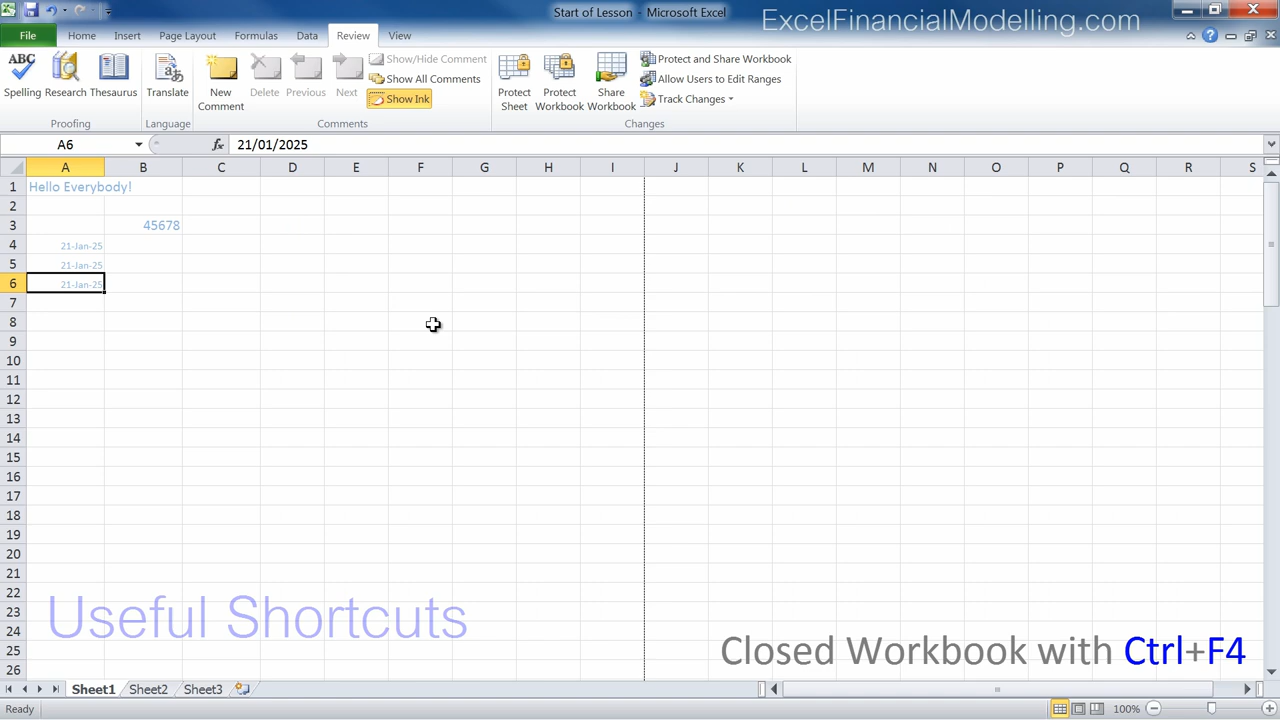 Start of Lesson - Microsoft Excel
ExcelFinancialModelling.com
File Home Insert Page Layout Formulas Data Review View
ABC
Spelling Research Thesaurus
Proofing
Translate
Language
New Comment
Delete Previous Next
Show/Hide Comment
Show All Comments
Show Ink
Comments
Protect Sheet
Protect Workbook
Share Workbook
Protect and Share Workbook
Allow Users to Edit Ranges
Track Changes
Changes
A6 fx 21/01/2025
A B C D E F G H I J K L M N O P Q R S
1 Hello Everybody!
2
3 45678
4 21-Jan-25
5 21-Jan-25
6 21-Jan-25
7
8
9
10
11
12
13
14
15
16
17
18
19
20
21
22
23
24
25
26
Useful Shortcuts
Closed Workbook with Ctrl+F4
Sheet1 Sheet2 Sheet3
Ready 100%